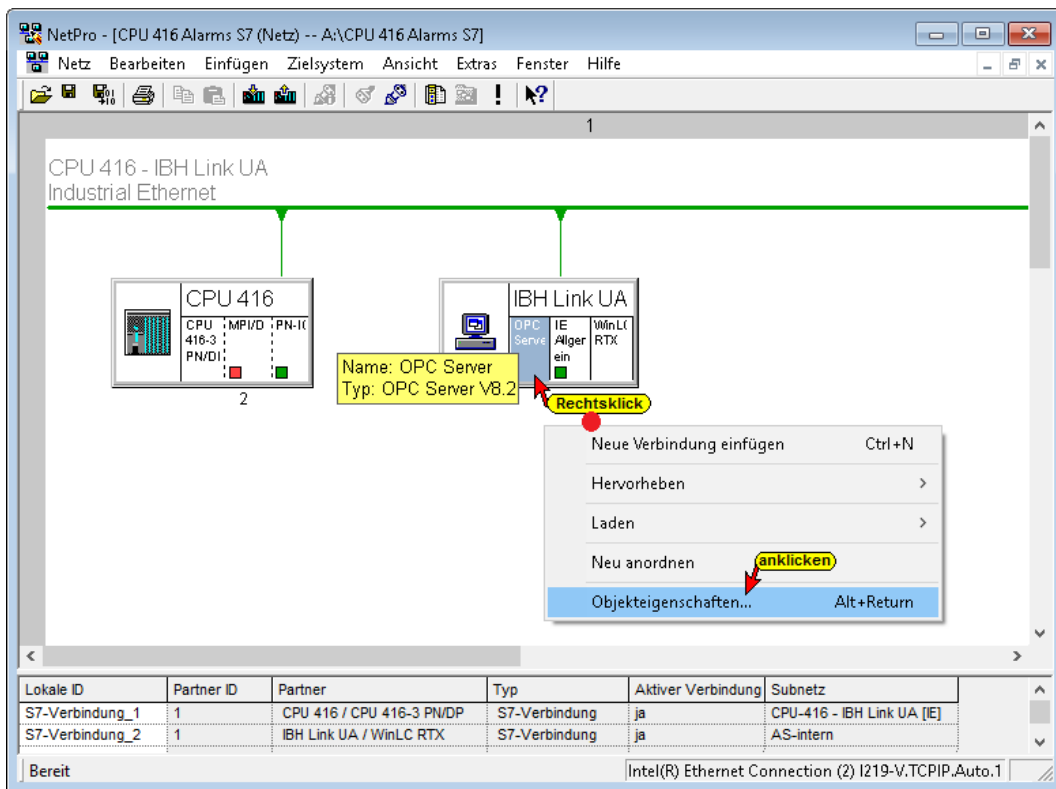 NetPro - [CPU 416 Alarms S7 (Netz) -- A:\CPU 416 Alarms S7]
Netz Bearbeiten Einfügen Zielsystem Ansicht Extras Fenster Hilfe
1
CPU 416 - IBH Link UA
Industrial Ethernet
CPU 416
CPU 416-3 PN/DI
MPI/D
PN-I(
2
IBH Link UA
OPC Serve
IE Allger ein
WinL( RTX
Name: OPC Server
Typ: OPC Server V8.2
Rechtsklick
Neue Verbindung einfügen Ctrl+N
Hervorheben
Laden
Neu anordnen
anklicken
Objekteigenschaften... Alt+Return
Lokale ID Partner ID Partner Typ Aktiver Verbindung Subnetz
S7-Verbindung_1 1 CPU 416 / CPU 416-3 PN/DP S7-Verbindung ja CPU-416 - IBH Link UA [IE]
S7-Verbindung_2 1 IBH Link UA / WinLC RTX S7-Verbindung ja AS-intern
Bereit Intel(R) Ethernet Connection (2) I219-V.TCPIP.Auto.1